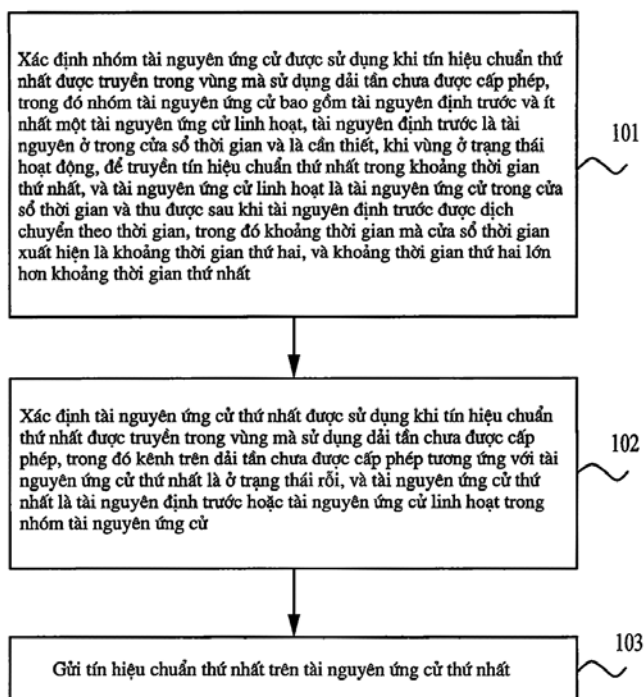 Xác định nhóm tài nguyên ứng cử được sử dụng khi tín hiệu chuẩn thứ
nhất được truyền trong vùng mà sử dụng dải tần chưa được cấp phép,
trong đó nhóm tài nguyên ứng cử bao gồm tài nguyên định trước và ít
nhất một tài nguyên ứng cử linh hoạt, tài nguyên định trước là tài
nguyên ở trong cửa sổ thời gian và là cần thiết, khi vùng ở trạng thái
hoạt động, để truyền tín hiệu chuẩn thứ nhất trong khoảng thời gian
thứ nhất, và tài nguyên ứng cử linh hoạt là tài nguyên ứng cử trong cửa
sổ thời gian và thu được sau khi tài nguyên định trước được dịch
chuyển theo thời gian, trong đó khoảng thời gian mà cửa sổ thời gian
xuất hiện là khoảng thời gian thứ hai, và khoảng thời gian thứ hai lớn
hơn khoảng thời gian thứ nhất
101
Xác định tài nguyên ứng cử thứ nhất được sử dụng khi tín hiệu chuẩn
thứ nhất được truyền trong vùng mà sử dụng dải tần chưa được cấp
phép, trong đó kênh trên dải tần chưa được cấp phép tương ứng với tài
nguyên ứng cử thứ nhất là ở trạng thái rỗi, và tài nguyên ứng cử thứ
nhất là tài nguyên định trước hoặc tài nguyên ứng cử linh hoạt trong
nhóm tài nguyên ứng cử
102
Gửi tín hiệu chuẩn thứ nhất trên tài nguyên ứng cử thứ nhất
103